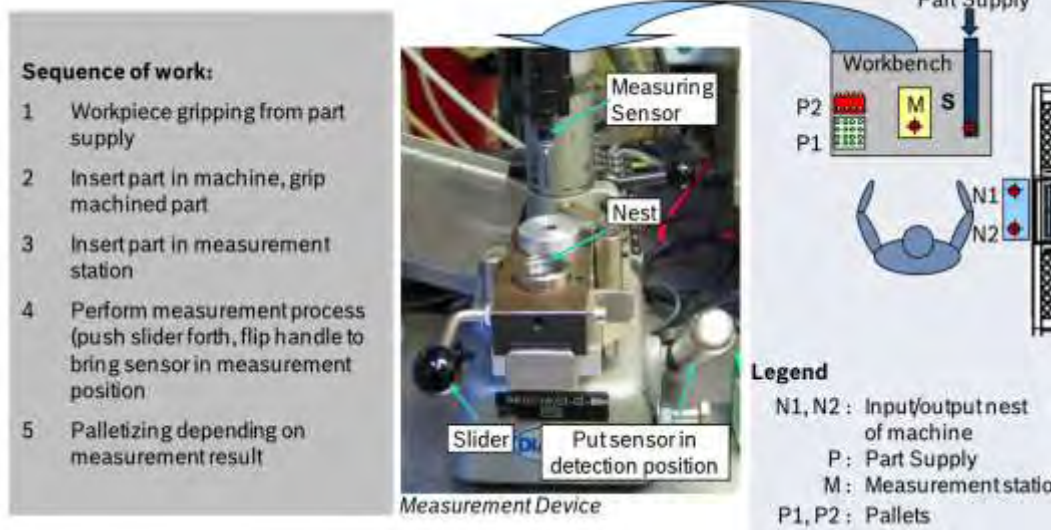 Sequence of work:
1 Workpiece gripping from part
supply
2 Insert part in machine, grip
machined part
3 Insert part in measurement
station
4 Perform measurement process
(push slider forth, flip handle to
bring sensor in measurement
position
5 Palletizing depending on
measurement result
Measuring
Sensor
Nest
Slider
Put sensor in
detection position
Measurement Device
Part Supply
Workbench
P2
M
S
P1
N1
N2
Legend
N1, N2 : Input/output nest
of machine
P : Part Supply
M : Measurement statio
P1, P2 : Pallets